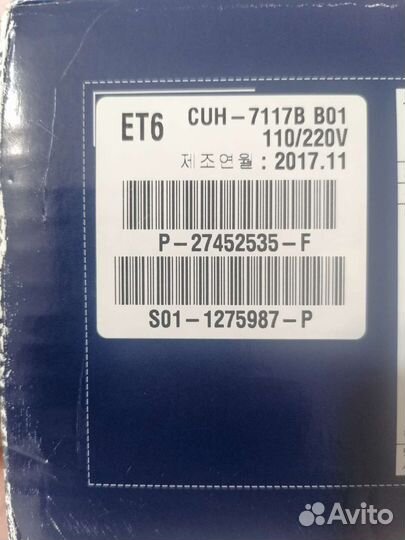 ET6 CUH-7117B B01
110/220V
제조연월 : 2017.11
P-27452535-F
S01-1275987-P
Avito